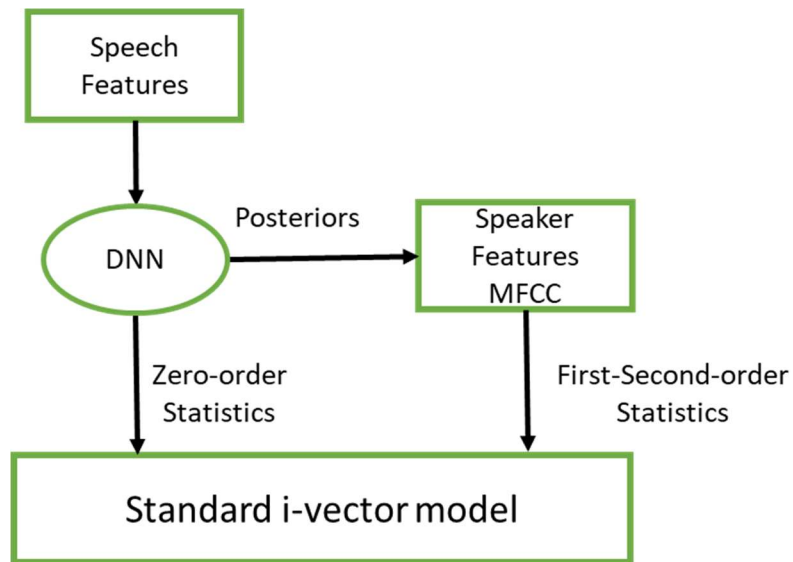 Speech
Features
Posteriors
DNN
Speaker
Features
MFCC
Zero-order
Statistics
First-Second-order
Statistics
Standard i-vector model